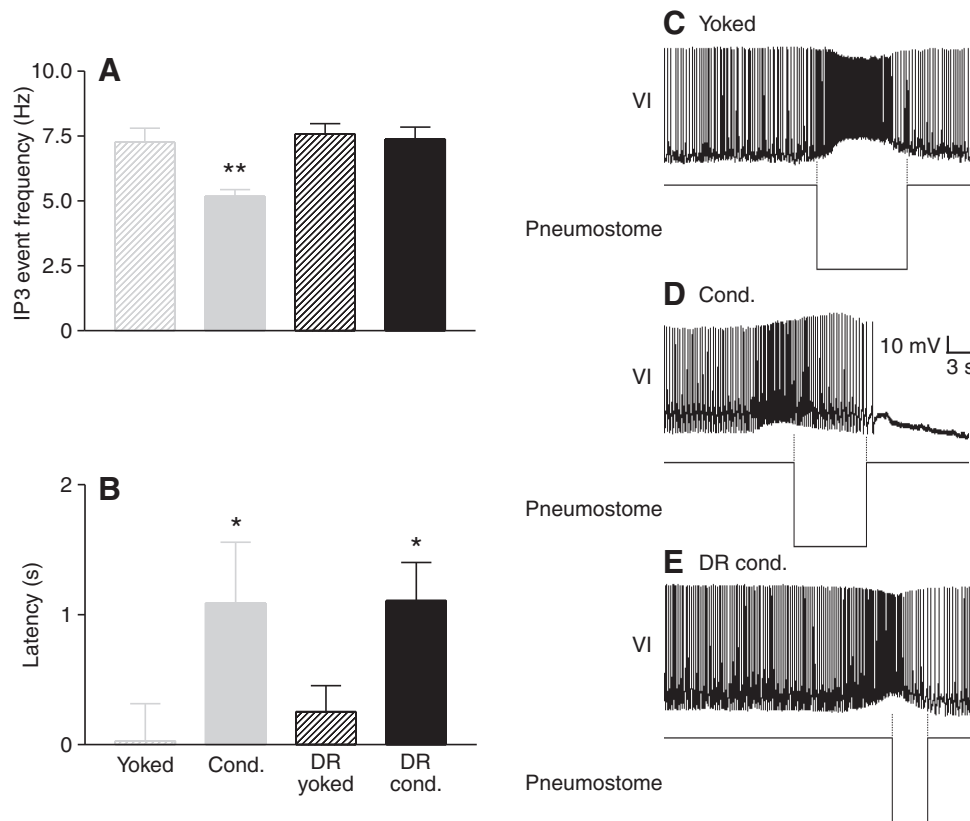 A
IP3 event frequency (Hz)
10.0
7.5
5.0
2.5
0
**
B
Latency (s)
2
1
0
*
*
Yoked
Cond.
DR
yoked
DR
cond.
C Yoked
VI
Pneumostome
D Cond.
VI
10 mV
3 s
Pneumostome
E DR cond.
VI
Pneumostome